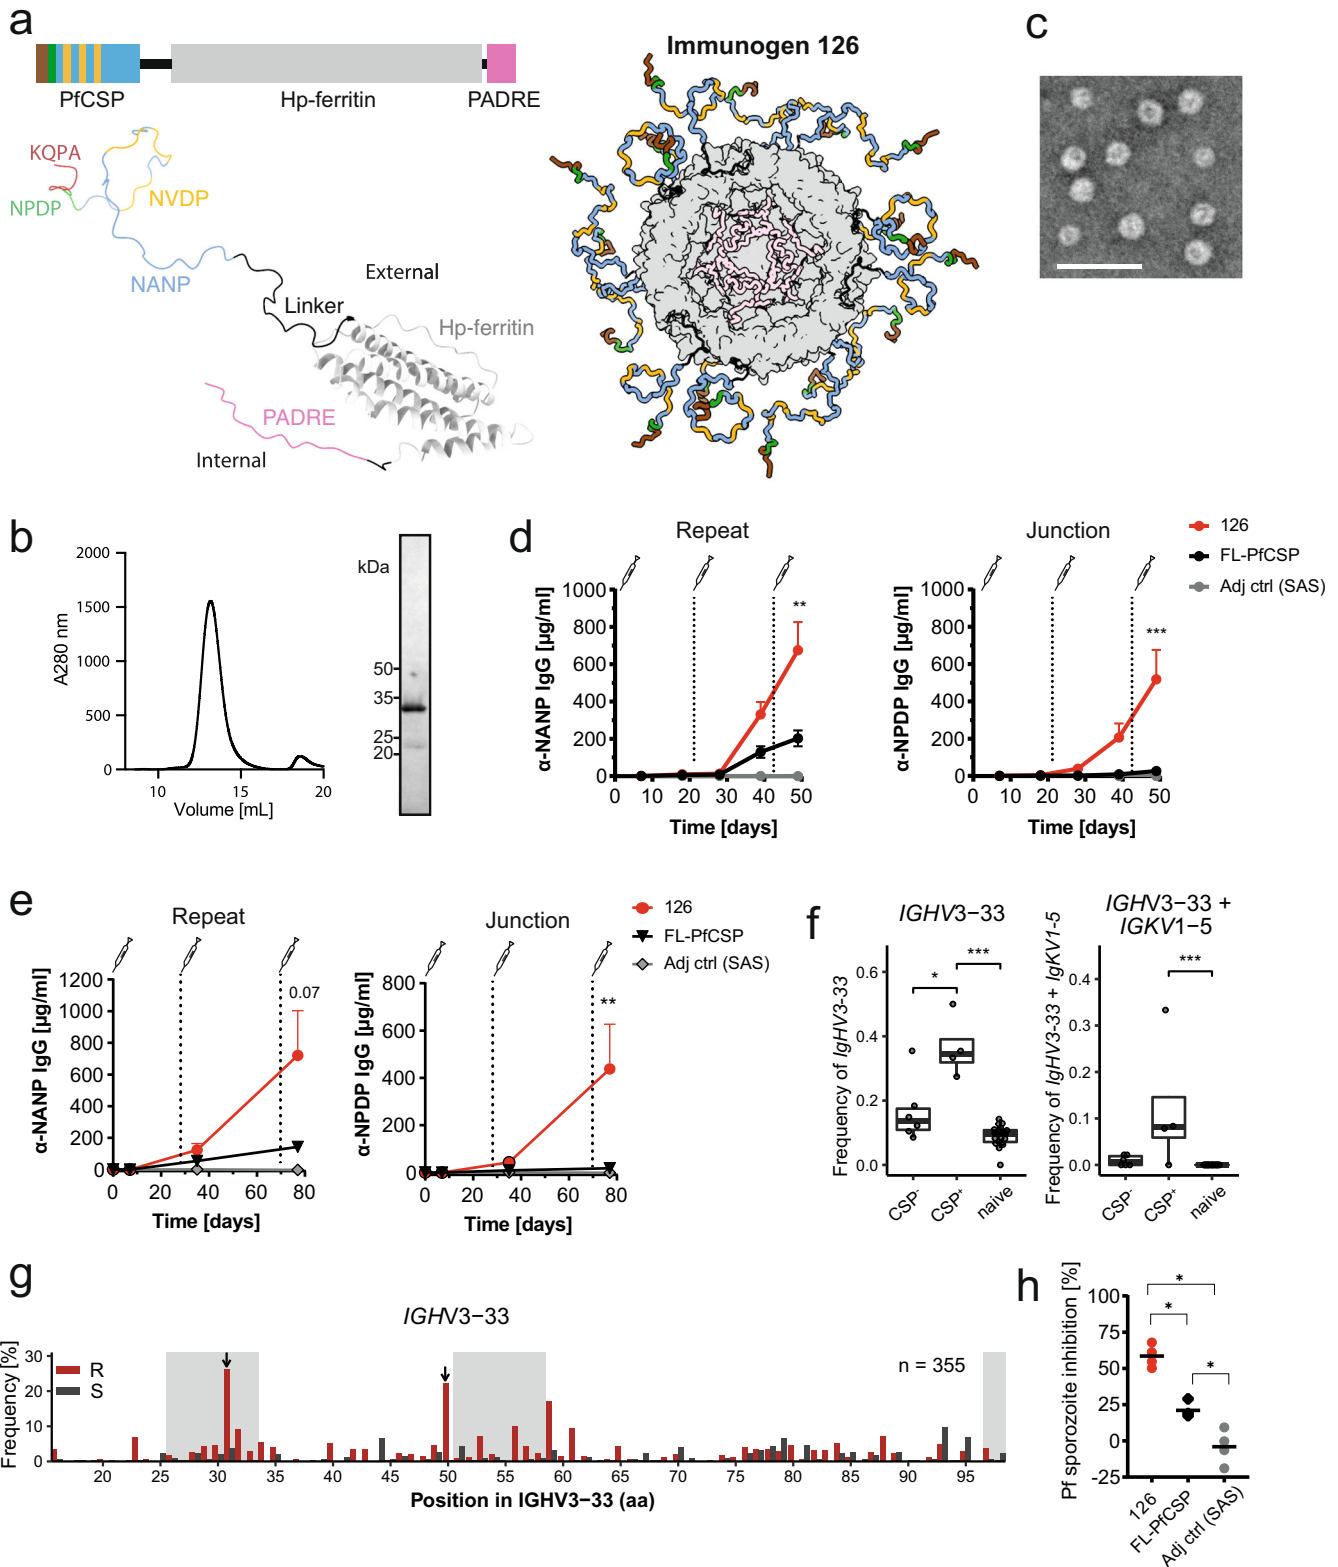 a
PfCSP
Hp-ferritin
PADRE
KQPA
NPDP
NVDP
NANP
Linker
External
Hp-ferritin
PADRE
Internal
Immunogen 126
c
b
2000
1500
1000
500
0
A280 nm
10
15
20
Volume [mL]
kDa
50
35
25
20
d
Repeat
1000
800
600
400
200
0
α-NANP IgG [µg/ml]
**
0 10 20 30 40 50
Time [days]
Junction
1000
800
600
400
200
0
α-NPDP IgG [µg/ml]
***
0 10 20 30 40 50
Time [days]
126
FL-PfCSP
Adj ctrl (SAS)
e
Repeat
1200
1000
800
600
400
200
0
α-NANP IgG [µg/ml]
0.07
0 20 40 60 80
Time [days]
Junction
800
600
400
200
0
α-NPDP IgG [µg/ml]
**
0 20 40 60 80
Time [days]
126
FL-PfCSP
Adj ctrl (SAS)
f
IGHV3−33
Frequency of IgHV3-33
0.6
0.4
0.2
0.0
*
***
CSP-
CSP+
naive
IGHV3−33 +
IGKV1−5
Frequency of IgHV3-33 + IgKV1-5
0.4
0.3
0.2
0.1
0.0
***
CSP-
CSP+
naive
g
IGHV3−33
Frequency [%]
30
20
10
0
R
S
n = 355
20 25 30 35 40 45 50 55 60 65 70 75 80 85 90 95
Position in IGHV3−33 (aa)
h
Pf sporozoite inhibition [%]
100
75
50
25
0
-25
*
*
*
126
FL-PfCSP
Adj ctrl (SAS)